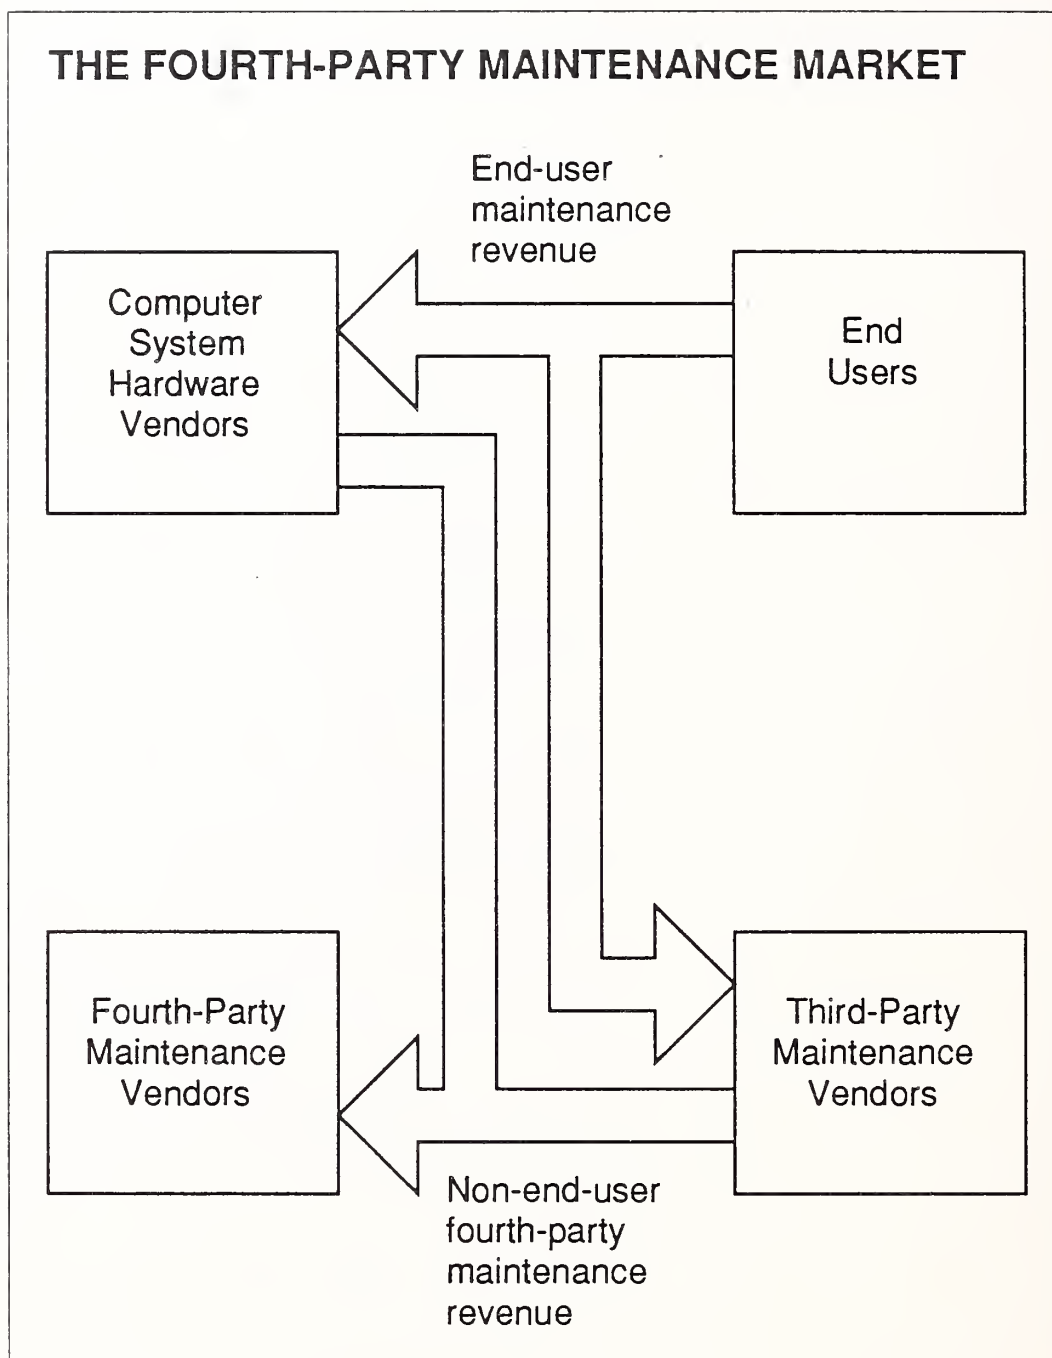 THE FOURTH-PARTY MAINTENANCE MARKET
End-user
maintenance
revenue
Computer
System
Hardware
Vendors
End
Users
Fourth-Party
Maintenance
Vendors
Third-Party
Maintenance
Vendors
Non-end-user
fourth-party
maintenance
revenue